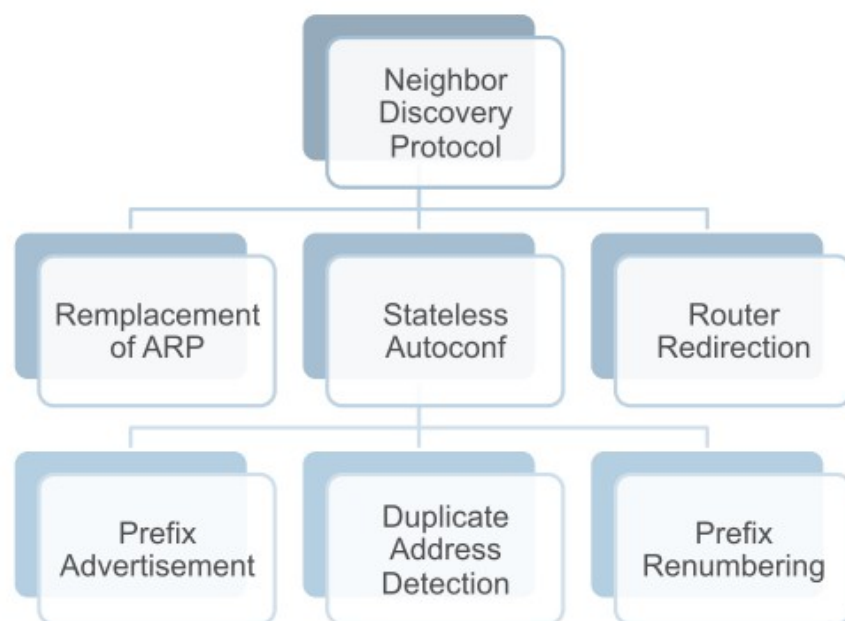 Neighbor
Discovery
Protocol
Remplacement
of ARP
Stateless
Autoconf
Router
Redirection
Prefix
Advertisement
Duplicate
Address
Detection
Prefix
Renumbering